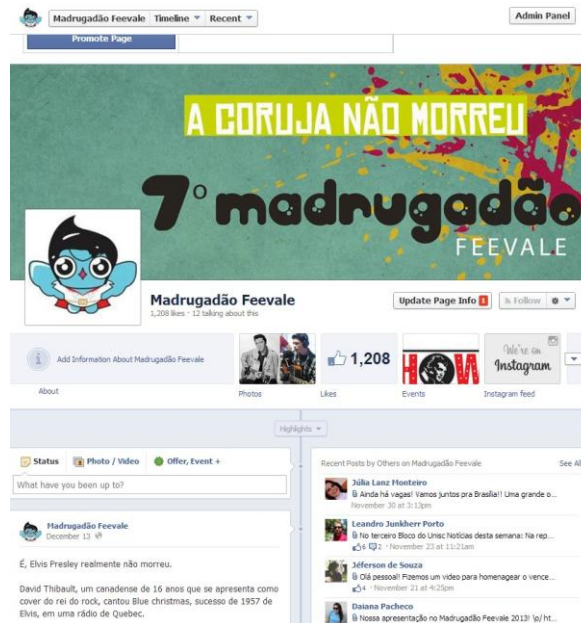 Madrugadão Feevale Timeline Recent Admin Panel
Promote Page
A CORUJA NÃO MORREU
7º madrugadão
FEEVALE
Madrugadão Feevale
1,208 likes · 12 talking about this
Update Page Info 1 Follow
Add Information About Madrugadão Feevale
1,208
HOW
We're on
Instagram
About Photos Likes Events Instagram feed
Highlights
Status Photo / Video Offer, Event +
What have you been up to?
Madrugadão Feevale
December 13
É, Elvis Presley realmente não morreu.
David Thibault, um canadense de 16 anos que se apresenta como
cover do rei do rock, cantou Blue christmas, sucesso de 1957 de
Elvis, em uma rádio de Quebec.
Recent Posts by Others on Madrugadão Feevale See All
Júlia Lanz Monteiro
Ainda há vagas! Vamos juntos pra Brasília!! Uma grande o...
November 30 at 3:13pm
Leandro Junkherr Porto
No terceiro Bloco do Unisc Notícias desta semana: Na rep...
6 2 · November 23 at 11:21am
Jéferson de Souza
Olá pessoal! Fizemos um video para homenagear o vence...
4 · November 21 at 4:25pm
Daiana Pacheco
Nossa apresentação no Madrugadão Feevale 2013! \o/ ht...